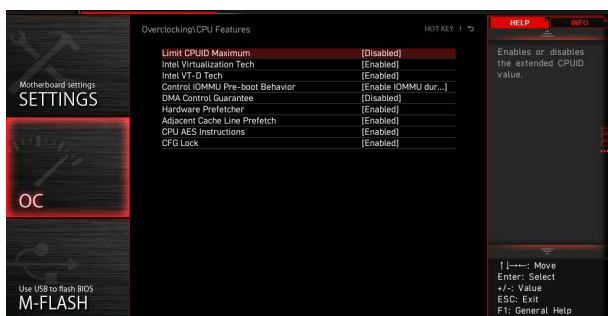 Motherboard settings
SETTINGS
OC
Use USB to flash BIOS
M-FLASH
Overclocking\CPU Features
HOT KEY |
Limit CPUID Maximum [Disabled]
Intel Virtualization Tech [Enabled]
Intel VT-D Tech [Enabled]
Control IOMMU Pre-boot Behavior [Enable IOMMU dur...]
DMA Control Guarantee [Disabled]
Hardware Prefetcher [Enabled]
Adjacent Cache Line Prefetch [Enabled]
CPU AES Instructions [Enabled]
CFG Lock [Enabled]
HELP
INFO
Enables or disables
the extended CPUID
value.
↑↓→←: Move
Enter: Select
+/-: Value
ESC: Exit
F1: General Help